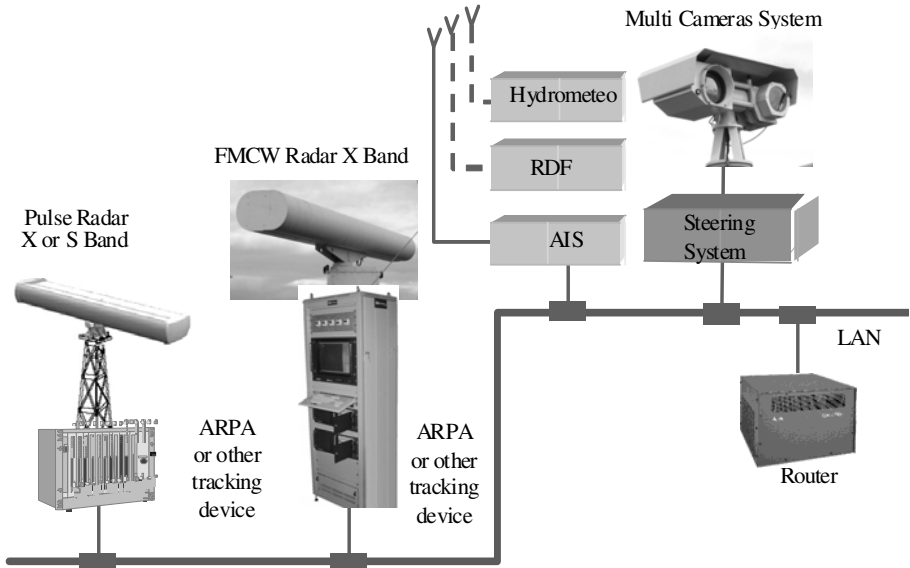 Multi Cameras System
Hydrometeo
FMCW Radar X Band
RDF
Pulse Radar
X or S Band
AIS
Steering
System
LAN
ARPA
or other
tracking
device
ARPA
or other
tracking
device
Router